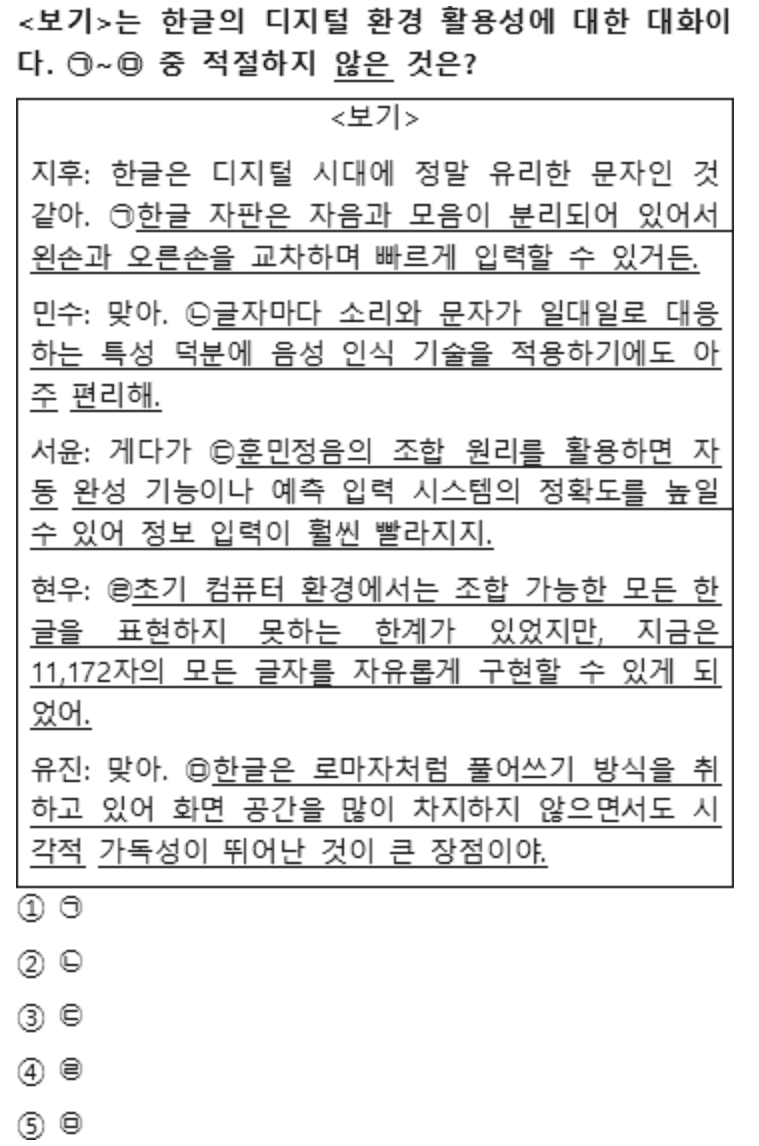 <보기>는 한글의 디지털 환경 활용성에 대한 대화이
다. ㉠~㉤ 중 적절하지 않은 것은?
<보기>
지후: 한글은 디지털 시대에 정말 유리한 문자인 것
같아. ㉠한글 자판은 자음과 모음이 분리되어 있어서
왼손과 오른손을 교차하며 빠르게 입력할 수 있거든.
민수: 맞아. ㉡글자마다 소리와 문자가 일대일로 대응
하는 특성 덕분에 음성 인식 기술을 적용하기에도 아
주 편리해.
서윤: 게다가 ㉢훈민정음의 조합 원리를 활용하면 자
동 완성 기능이나 예측 입력 시스템의 정확도를 높일
수 있어 정보 입력이 훨씬 빨라지지.
현우: ㉣초기 컴퓨터 환경에서는 조합 가능한 모든 한
글을 표현하지 못하는 한계가 있었지만, 지금은
11,172자의 모든 글자를 자유롭게 구현할 수 있게 되
었어.
유진: 맞아. ㉤한글은 로마자처럼 풀어쓰기 방식을 취
하고 있어 화면 공간을 많이 차지하지 않으면서도 시
각적 가독성이 뛰어난 것이 큰 장점이야.
① ㉠
② ㉡
③ ㉢
④ ㉣
⑤ ㉤